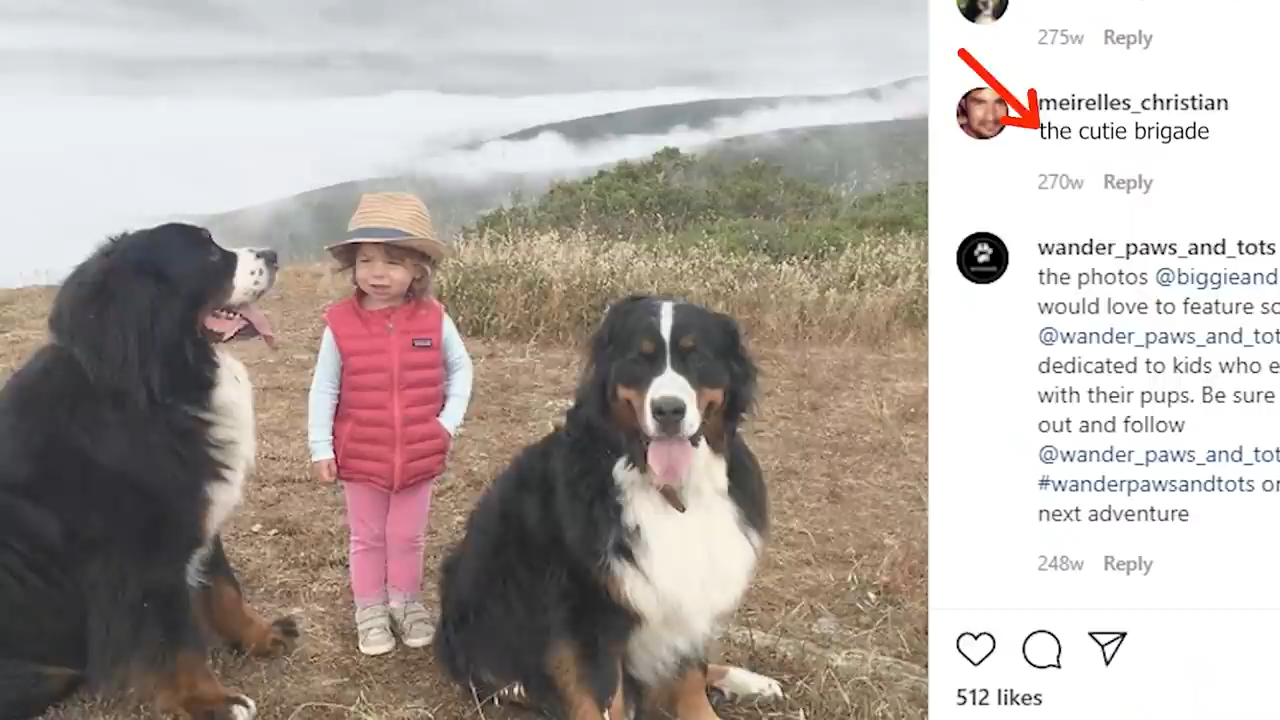 275w Reply
meirelles_christian
the cutie brigade
270w Reply
wander_paws_and_tots
the photos @biggieand
would love to feature so
@wander_paws_and_tot
dedicated to kids who e
with their pups. Be sure
out and follow
@wander_paws_and_tot
#wanderpawsandtots or
next adventure
248w Reply
512 likes